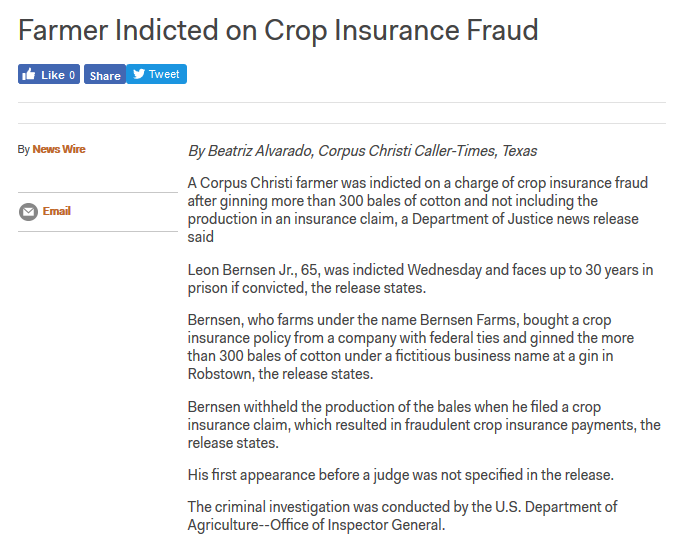 Farmer Indicted on Crop Insurance Fraud
Like 0 Share Tweet
By News Wire
Email
By Beatriz Alvarado, Corpus Christi Caller-Times, Texas
A Corpus Christi farmer was indicted on a charge of crop insurance fraud
after ginning more than 300 bales of cotton and not including the
production in an insurance claim, a Department of Justice news release
said
Leon Bernsen Jr., 65, was indicted Wednesday and faces up to 30 years in
prison if convicted, the release states.
Bernsen, who farms under the name Bernsen Farms, bought a crop
insurance policy from a company with federal ties and ginned the more
than 300 bales of cotton under a fictitious business name at a gin in
Robstown, the release states.
Bernsen withheld the production of the bales when he filed a crop
insurance claim, which resulted in fraudulent crop insurance payments, the
release states.
His first appearance before a judge was not specified in the release.
The criminal investigation was conducted by the U.S. Department of
Agriculture--Office of Inspector General.